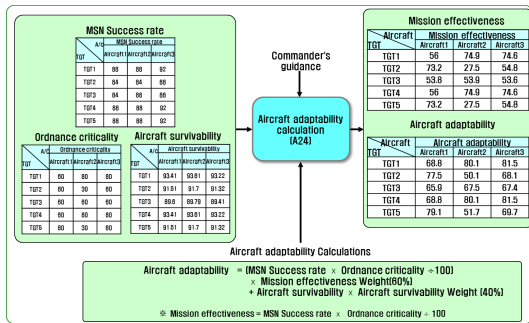 MSN Success rate
A/C MSN Success rate
TGT Aircraft1 Aircraft2 Aircraft3
TGT1 88 88 92
TGT2 84 84 88
TGT3 88 88 88
TGT4 88 88 92
TGT5 88 88 92
Ordnance criticality
A/C Ordnance criticality
TGT Aircraft1 Aircraft2 Aircraft3
TGT1 60 80 80
TGT2 80 30 60
TGT3 60 60 60
TGT4 60 80 80
TGT5 80 30 60
Aircraft survivability
A/C Aircraft survivability
TGT Aircraft1 Aircraft2 Aircraft3
TGT1 93.41 93.61 93.22
TGT2 91.51 91.7 91.32
TGT3 89.6 89.79 89.41
TGT4 93.41 93.61 93.22
TGT5 91.51 91.7 91.32
Commander's
guidance
Aircraft adaptability
calculation
(A24)
Aircraft adaptability Calculations
Mission effectiveness
Aircraft Mission effectiveness
TGT Aircraft1 Aircraft2 Aircraft3
TGT1 56 74.9 74.6
TGT2 73.2 27.5 54.8
TGT3 53.8 53.9 53.6
TGT4 56 74.9 74.6
TGT5 73.2 27.5 54.8
Aircraft adaptability
Aircraft Aircraft adaptability
TGT Aircraft1 Aircraft2 Aircraft3
TGT1 68.8 80.1 81.5
TGT2 77.5 50.1 68.1
TGT3 65.9 67.5 67.4
TGT4 68.8 80.1 81.5
TGT5 79.1 51.7 69.7
Aircraft adaptability = (MSN Success rate × Ordnance criticality ÷100)
× Mission effectiveness Weight(60%)
+ Aircraft survivability × Aircraft survivability Weight (40%)
※ Mission effectiveness = MSN Success rate × Ordnance criticality ÷ 100